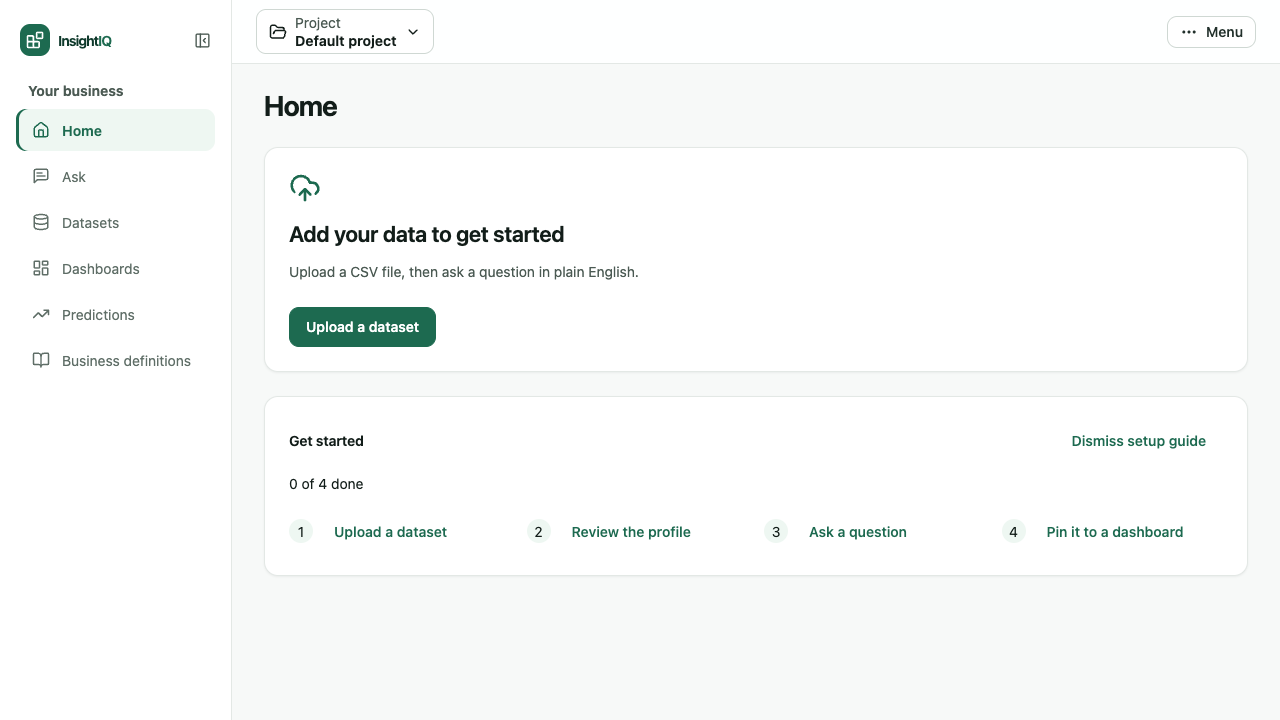 InsightIQ
Your business
Home
Ask
Datasets
Dashboards
Predictions
Business definitions
Project
Default project
Menu
Home
Add your data to get started
Upload a CSV file, then ask a question in plain English.
Upload a dataset
Get started
Dismiss setup guide
0 of 4 done
1 Upload a dataset
2 Review the profile
3 Ask a question
4 Pin it to a dashboard